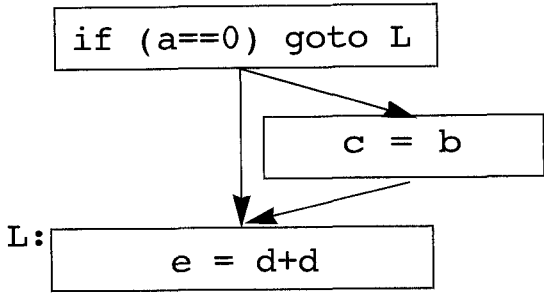 if (a==0) goto L
c = b
L:
e = d+d